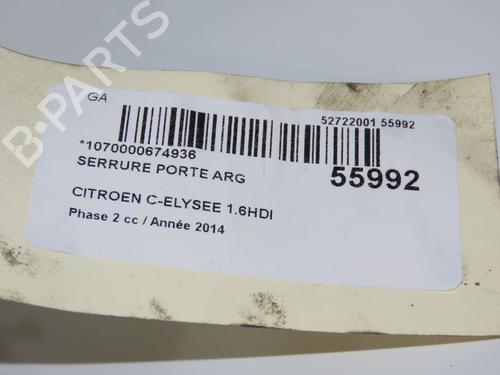 GA
52722001 55992
*1070000674936
SERRURE PORTE ARG
55992
CITROEN C-ELYSEE 1.6HDI
Phase 2 cc / Année 2014
B-PARTS